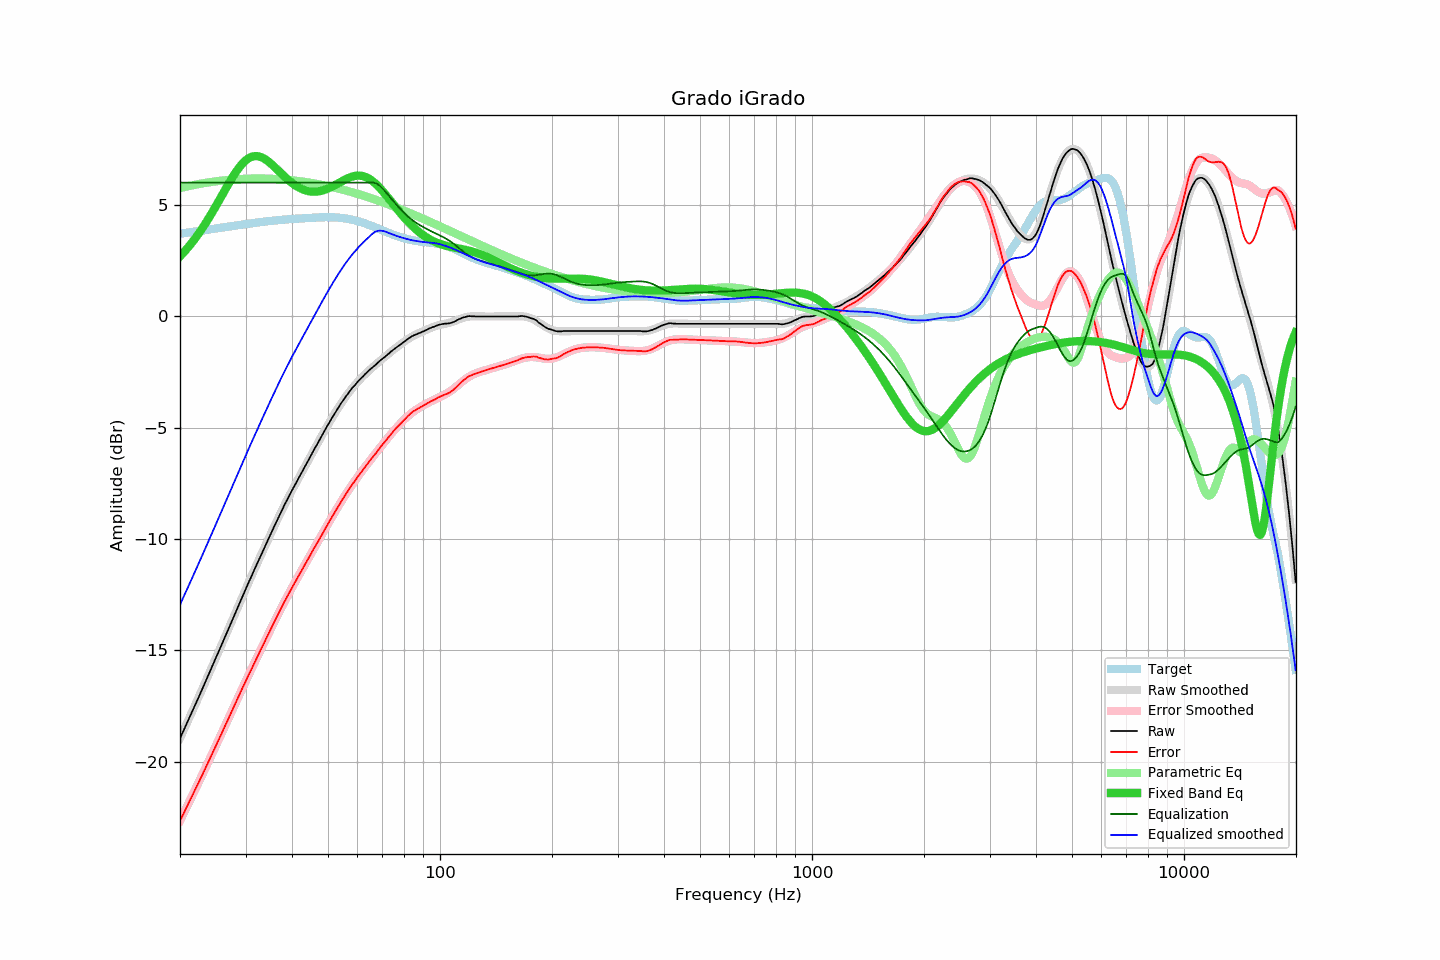 Grado iGrado
5
0
−5
−10
−15
−20
Amplitude (dBr)
100
1000
10000
Frequency (Hz)
Target
Raw Smoothed
Error Smoothed
Raw
Error
Parametric Eq
Fixed Band Eq
Equalization
Equalized smoothed